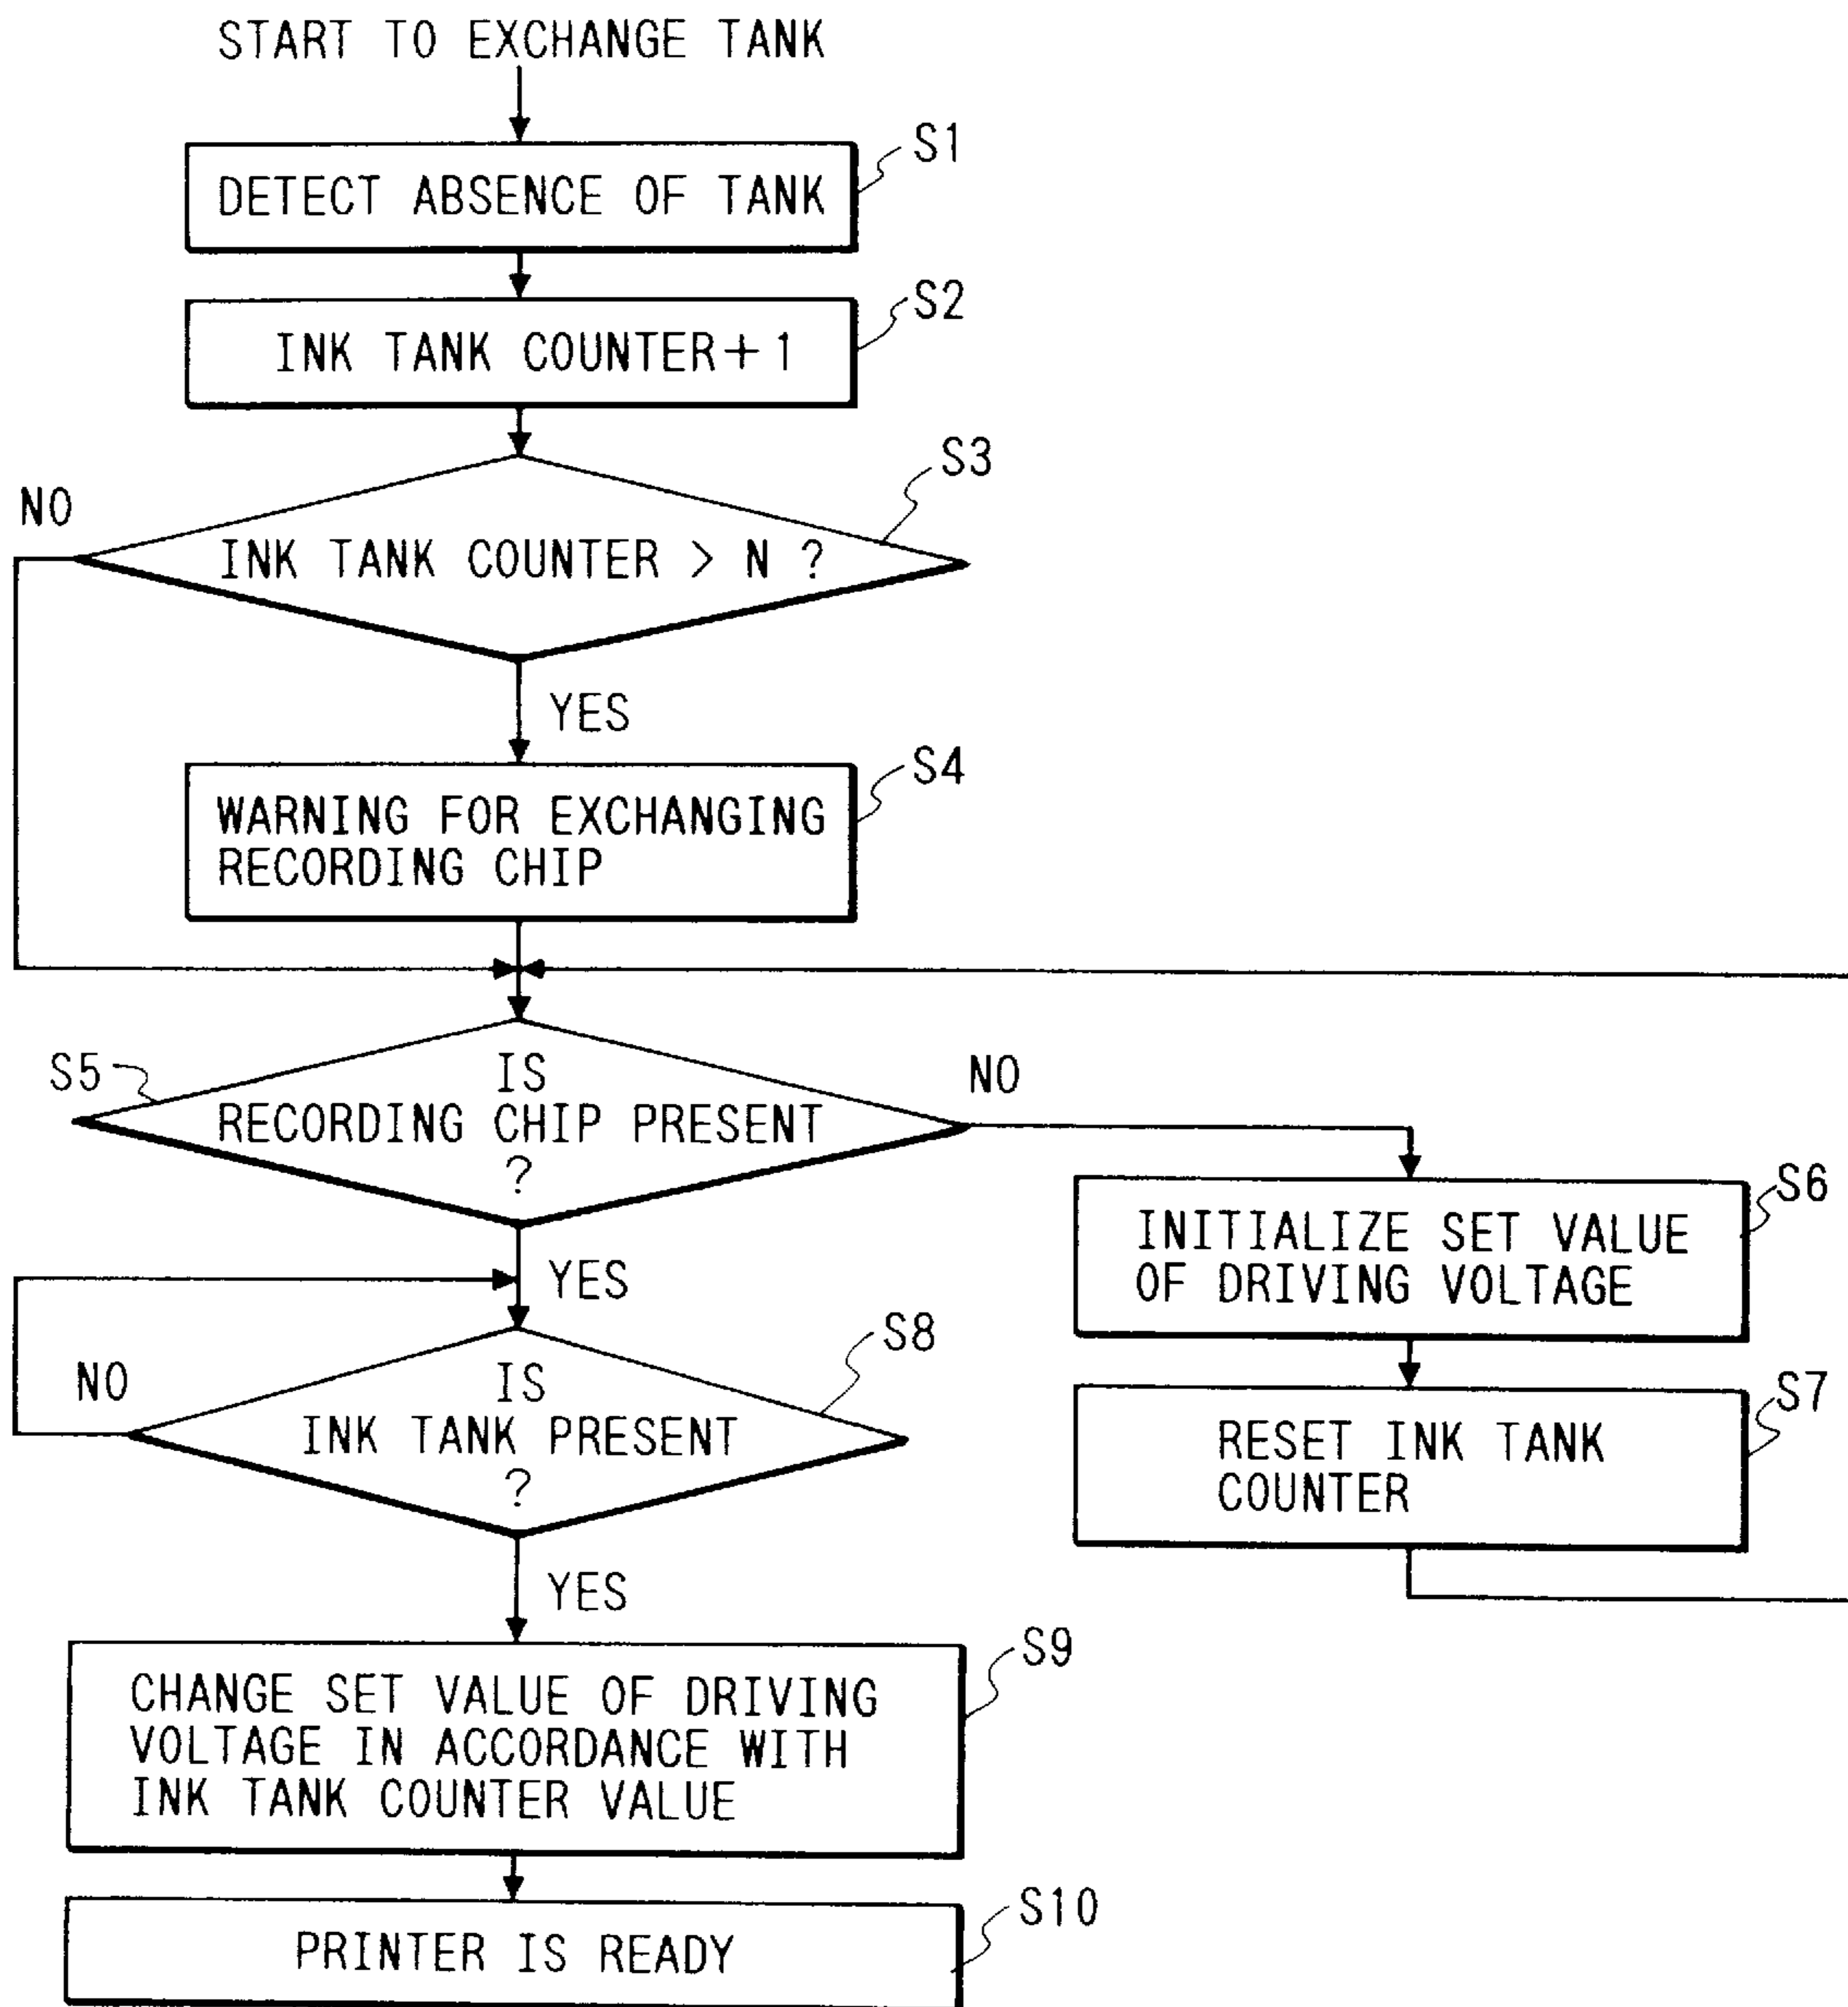 START TO EXCHANGE TANK
S1
DETECT ABSENCE OF TANK
S2
INK TANK COUNTER+1
S3
NO
INK TANK COUNTER > N ?
YES
S4
WARNING FOR EXCHANGING
RECORDING CHIP
S5
IS
RECORDING CHIP PRESENT
?
NO
YES
S6
INITIALIZE SET VALUE
OF DRIVING VOLTAGE
S7
RESET INK TANK
COUNTER
S8
NO
IS
INK TANK PRESENT
?
YES
S9
CHANGE SET VALUE OF DRIVING
VOLTAGE IN ACCORDANCE WITH
INK TANK COUNTER VALUE
S10
PRINTER IS READY